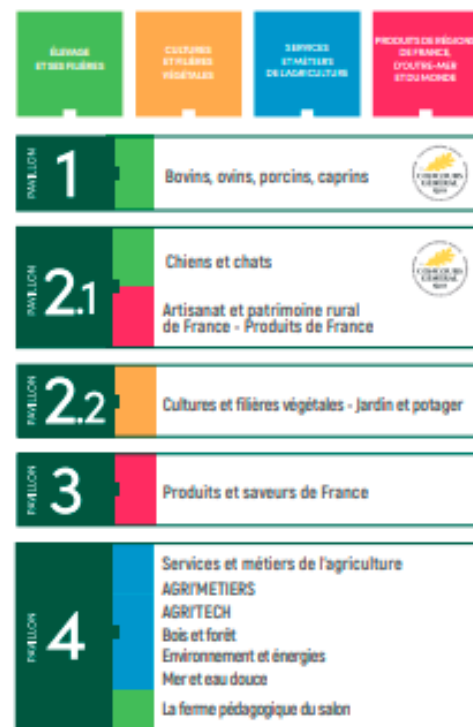 ÉLEVAGE
ET SES FILIÈRES
CULTURES
ET FILIÈRES
VÉGÉTALES
SERVICES
ET MÉTIERS
DE L'AGRICULTURE
PRODUITS DE RÉGIONS
DE FRANCE,
D'OUTRE-MER
ET DU MONDE
PAVILLON
1
Bovins, ovins, porcins, caprins
CONCOURS
GÉNÉRAL
PAVILLON
2.1
Chiens et chats
CONCOURS
GÉNÉRAL
Artisanat et patrimoine rural
de France - Produits de France
PAVILLON
2.2
Cultures et filières végétales - Jardin et potager
PAVILLON
3
Produits et saveurs de France
PAVILLON
4
Services et métiers de l'agriculture
AGRI'METIERS
AGRI'TECH
Bois et forêt
Environnement et énergies
Mer et eau douce
La ferme pédagogique du salon